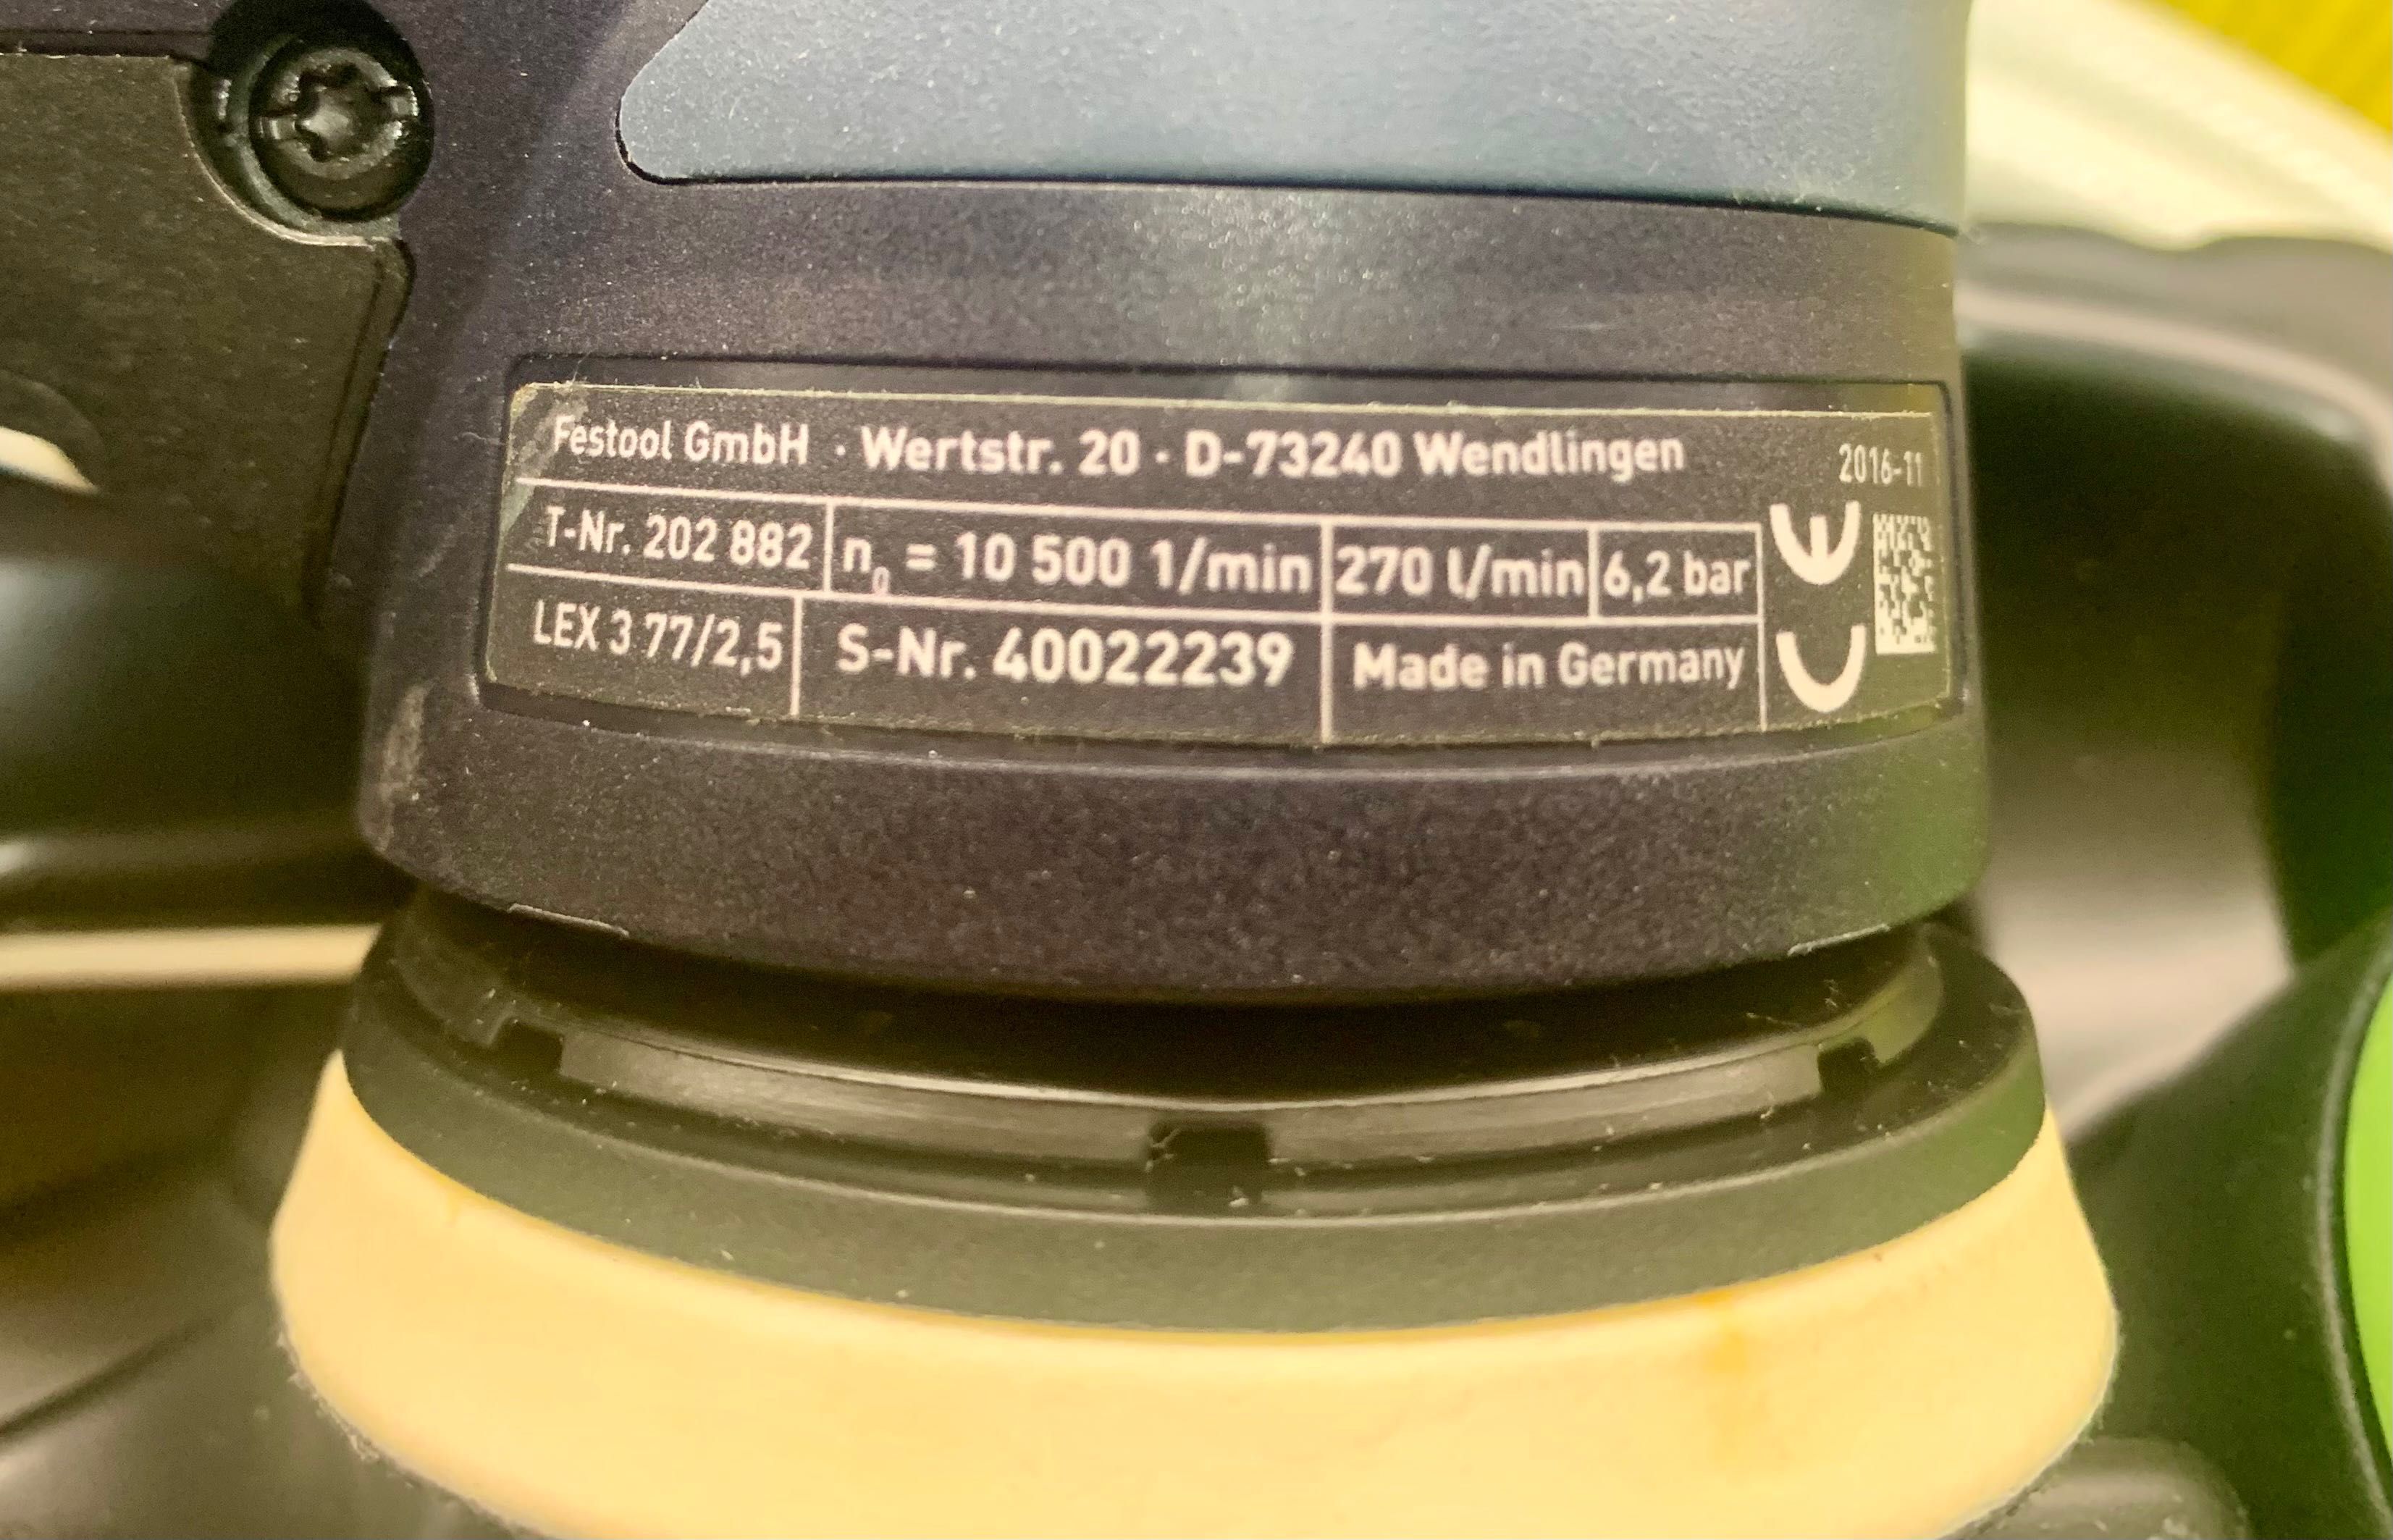 Festool GmbH · Wertstr. 20 · D-73240 Wendlingen
2016-11
T-Nr. 202 882 n0 = 10 500 1/min 270 l/min 6,2 bar
CE
LEX 3 77/2,5 S-Nr. 40022239 Made in Germany